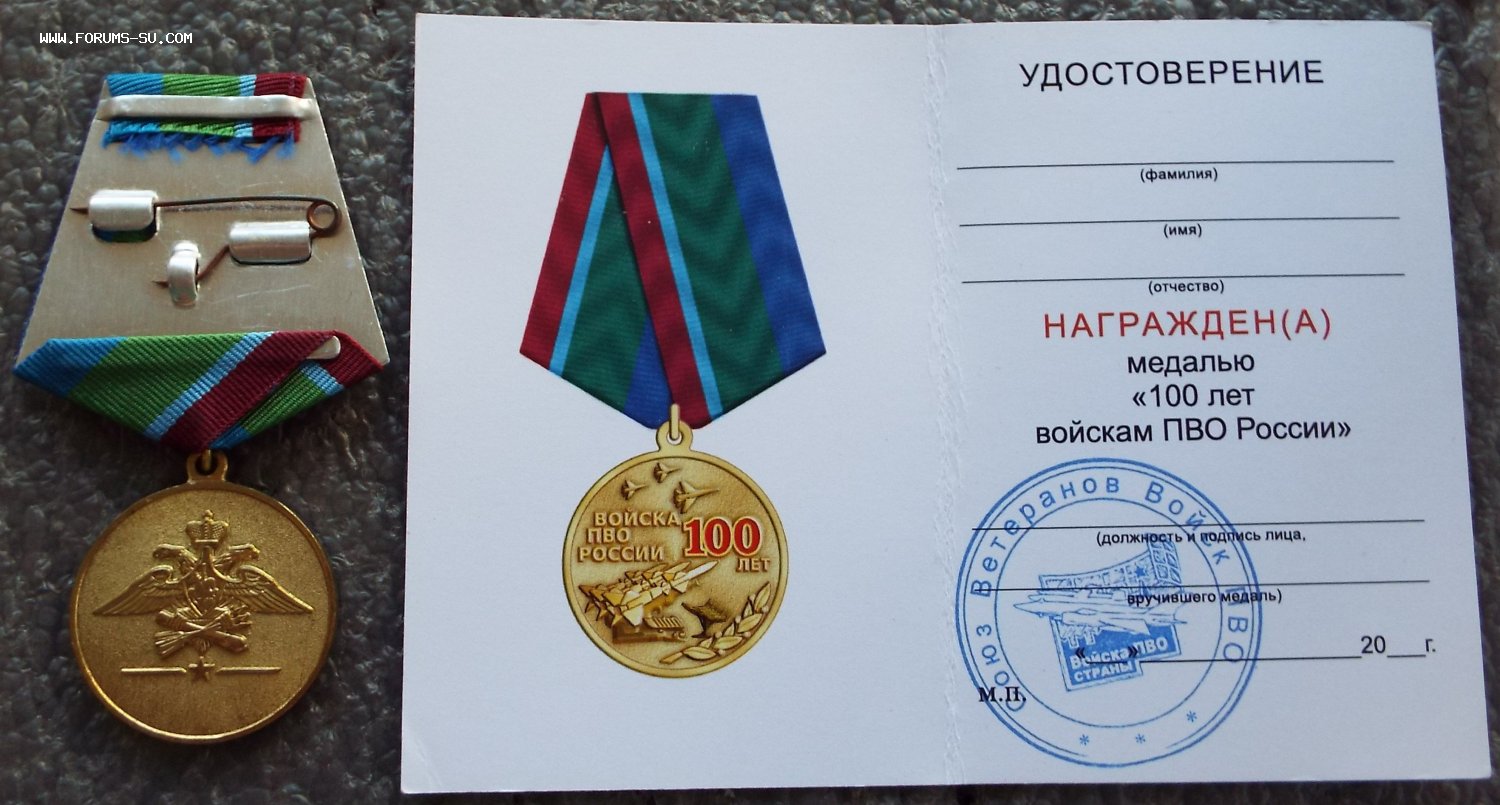 WWW.FORUMS-SU.COM
ВОЙСКА
ПВО
РОССИИ
100
ЛЕТ
УДОСТОВЕРЕНИЕ
(фамилия)
(имя)
(отчество)
НАГРАЖДЕН(А)
медалью
«100 лет
войскам ПВО России»
(должность и подпись лица,
вручившего медаль)
« » 20 г.
М.П.
Союз Ветеранов Войск ПВО
Войска ПВО
СТРАНЫ
* * *